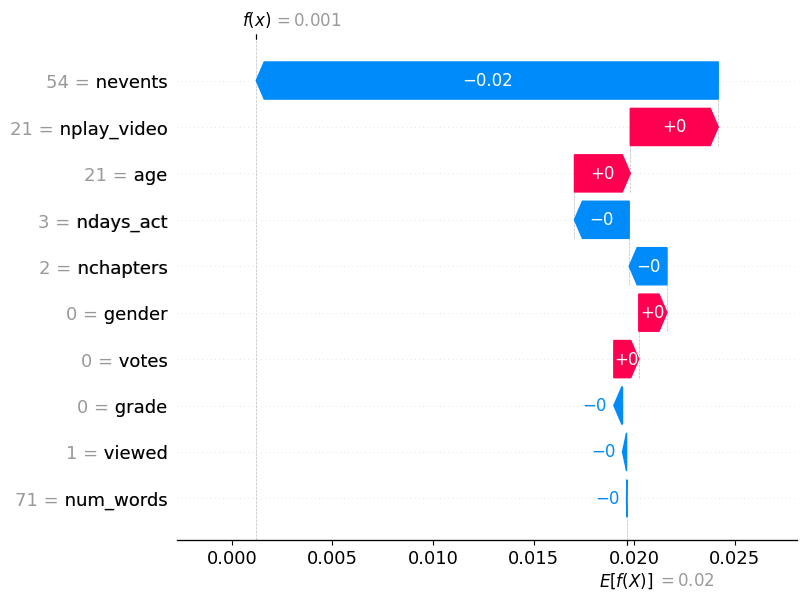 f(x) = 0.001
54 = nevents
−0.02
21 = nplay_video
+0
21 = age
+0
3 = ndays_act
−0
2 = nchapters
−0
0 = gender
+0
0 = votes
+0
0 = grade
−0
1 = viewed
−0
71 = num_words
−0
0.000 0.005 0.010 0.015 0.020 0.025
E[f(X)] = 0.02